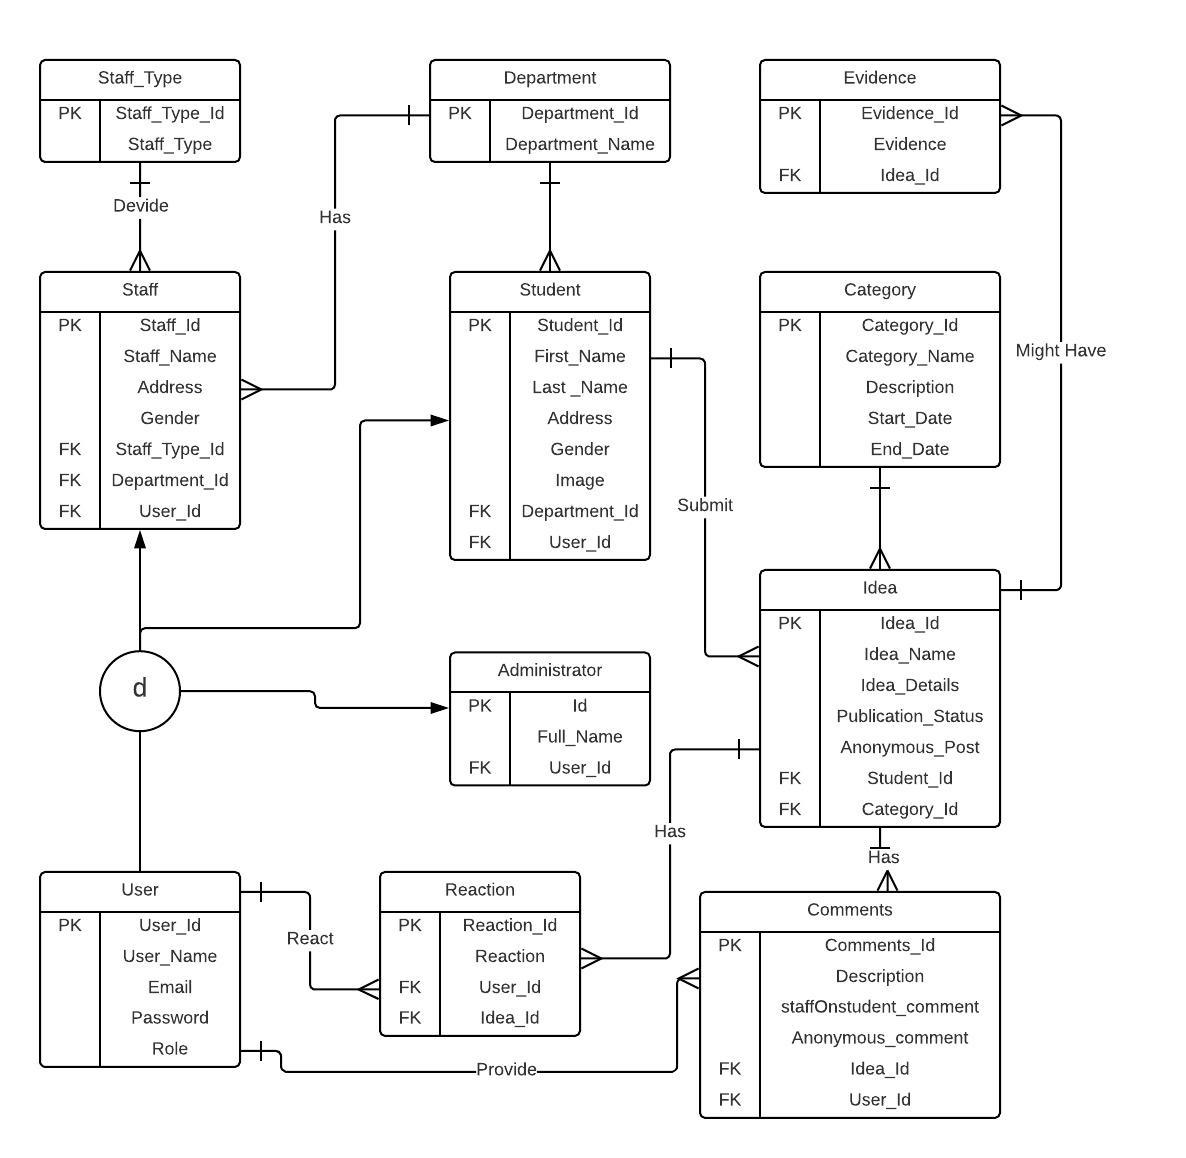 Staff_Type
PK Staff_Type_Id
Staff_Type
Devide
Department
PK Department_Id
Department_Name
Has
Evidence
PK Evidence_Id
Evidence
FK Idea_Id
Might Have
Staff
PK Staff_Id
Staff_Name
Address
Gender
FK Staff_Type_Id
FK Department_Id
FK User_Id
Student
PK Student_Id
First_Name
Last _Name
Address
Gender
Image
FK Department_Id
FK User_Id
Submit
Category
PK Category_Id
Category_Name
Description
Start_Date
End_Date
d
Administrator
PK Id
Full_Name
FK User_Id
Idea
PK Idea_Id
Idea_Name
Idea_Details
Publication_Status
Anonymous_Post
FK Student_Id
FK Category_Id
Has
Has
User
PK User_Id
User_Name
Email
Password
Role
React
Reaction
PK Reaction_Id
Reaction
FK User_Id
FK Idea_Id
Provide
Comments
PK Comments_Id
Description
staffOnstudent_comment
Anonymous_comment
FK Idea_Id
FK User_Id